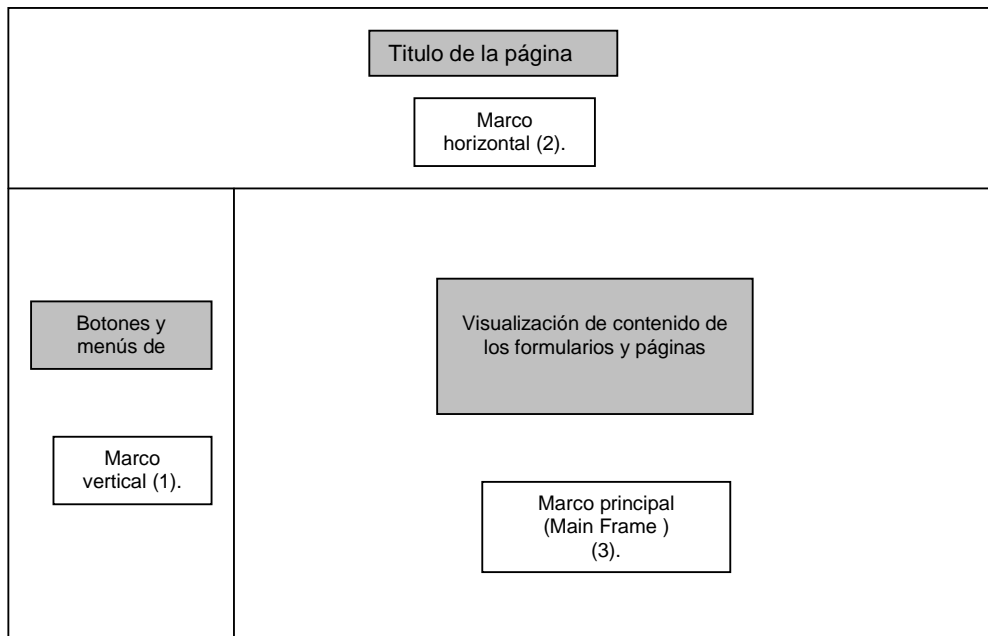 Titulo de la página
Marco
horizontal (2).
Botones y
menús de
Marco
vertical (1).
Visualización de contenido de
los formularios y páginas
Marco principal
(Main Frame )
(3).